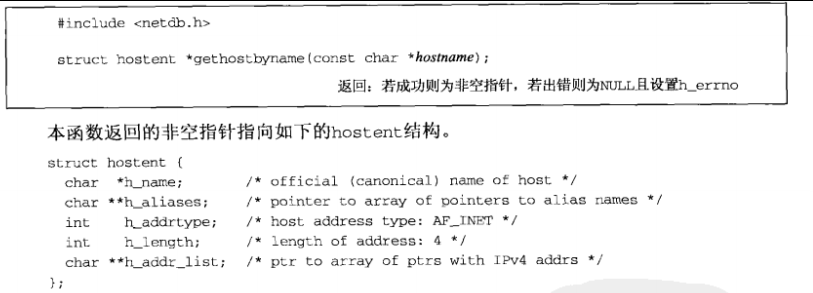 #include <netdb.h>
struct hostent *gethostbyname(const char *hostname);
返回：若成功则为非空指针，若出错则为NULL且设置h_errno
本函数返回的非空指针指向如下的hostent结构。
struct hostent {
char *h_name; /* official (canonical) name of host */
char **h_aliases; /* pointer to array of pointers to alias names */
int h_addrtype; /* host address type: AF_INET */
int h_length; /* length of address: 4 */
char **h_addr_list; /* ptr to array of ptrs with IPv4 addrs */
};